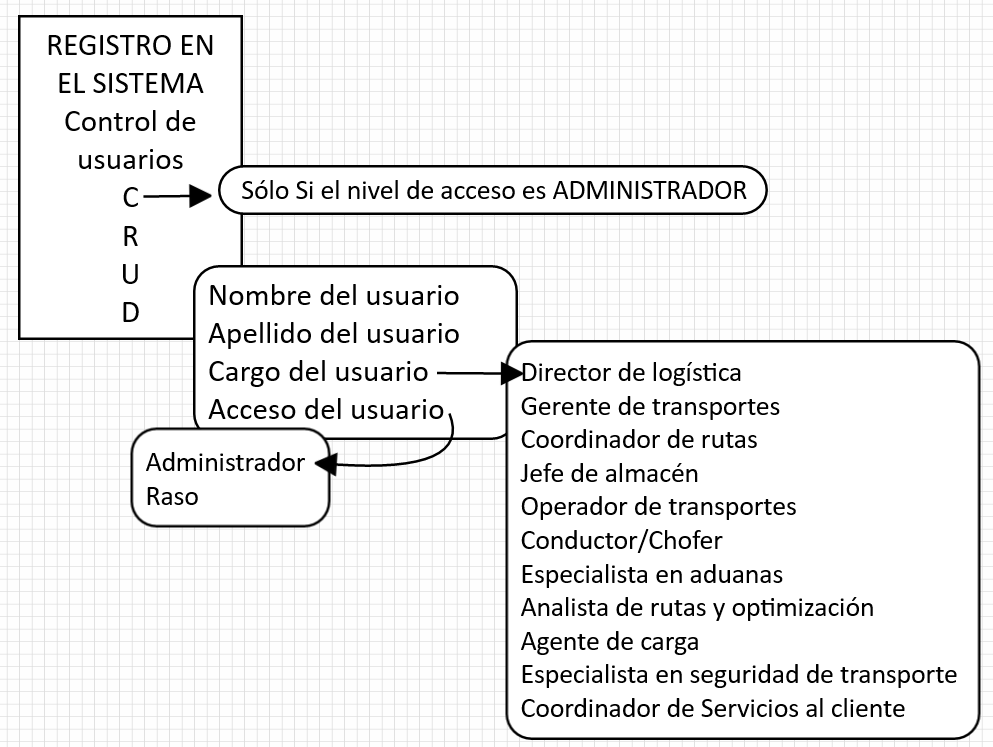 REGISTRO EN
EL SISTEMA
Control de
usuarios
C
Sólo Si el nivel de acceso es ADMINISTRADOR
R
U
D
Nombre del usuario
Apellido del usuario
Cargo del usuario
Acceso del usuario
Administrador
Raso
Director de logística
Gerente de transportes
Coordinador de rutas
Jefe de almacén
Operador de transportes
Conductor/Chofer
Especialista en aduanas
Analista de rutas y optimización
Agente de carga
Especialista en seguridad de transporte
Coordinador de Servicios al cliente